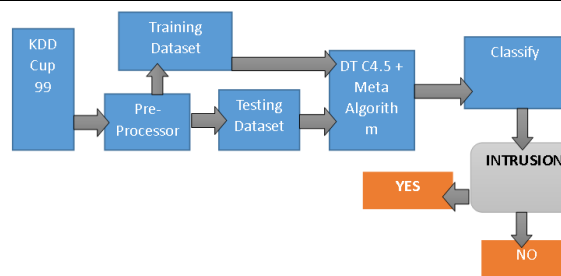 KDD
Cup
99
Training
Dataset
Pre-
Processor
Testing
Dataset
DT C4.5 +
Meta
Algorith
m
Classify
INTRUSION
YES
NO